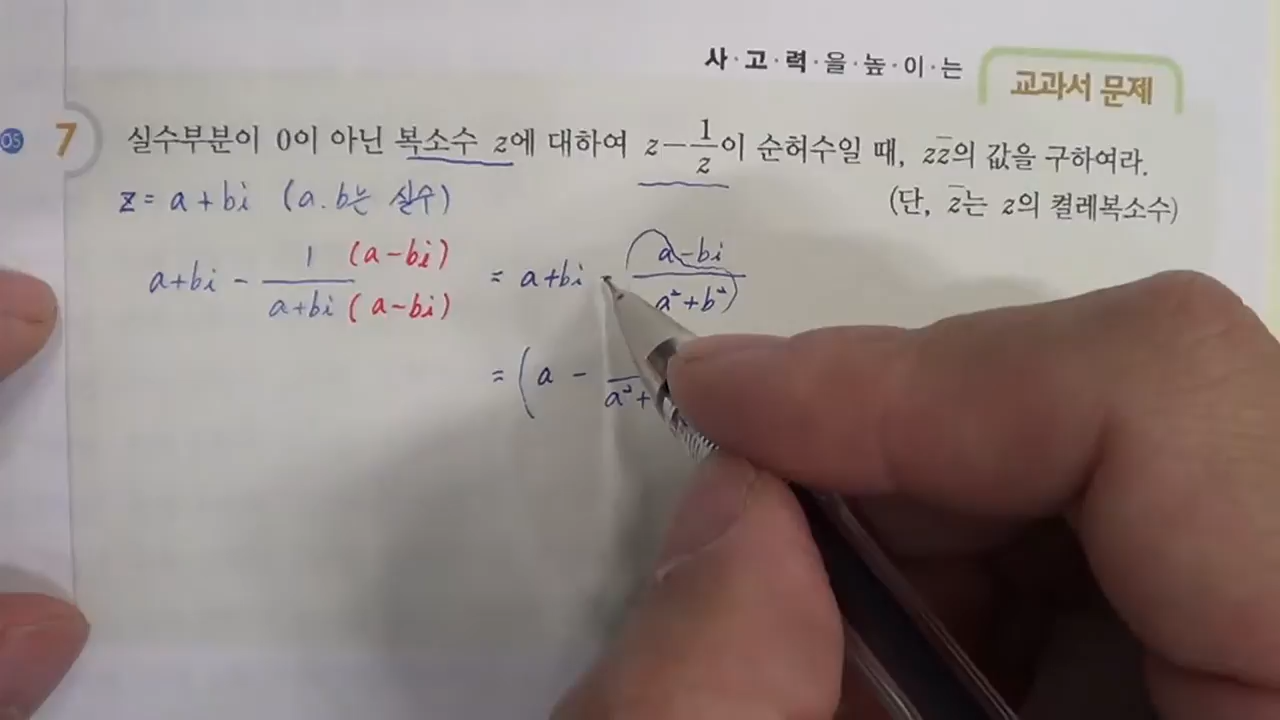 사·고·력·을·높·이·는
교과서 문제
05 7 실수부분이 0이 아닌 복소수 z에 대하여 z-1/z이 순허수일 때, zz̄의 값을 구하여라.
(단, z̄는 z의 켤레복소수)
z = a+bi (a.b는 실수)
a+bi - 1(a-bi)/a+bi(a-bi) = a+bi - a-bi/a²+b²
= (a - /a²+